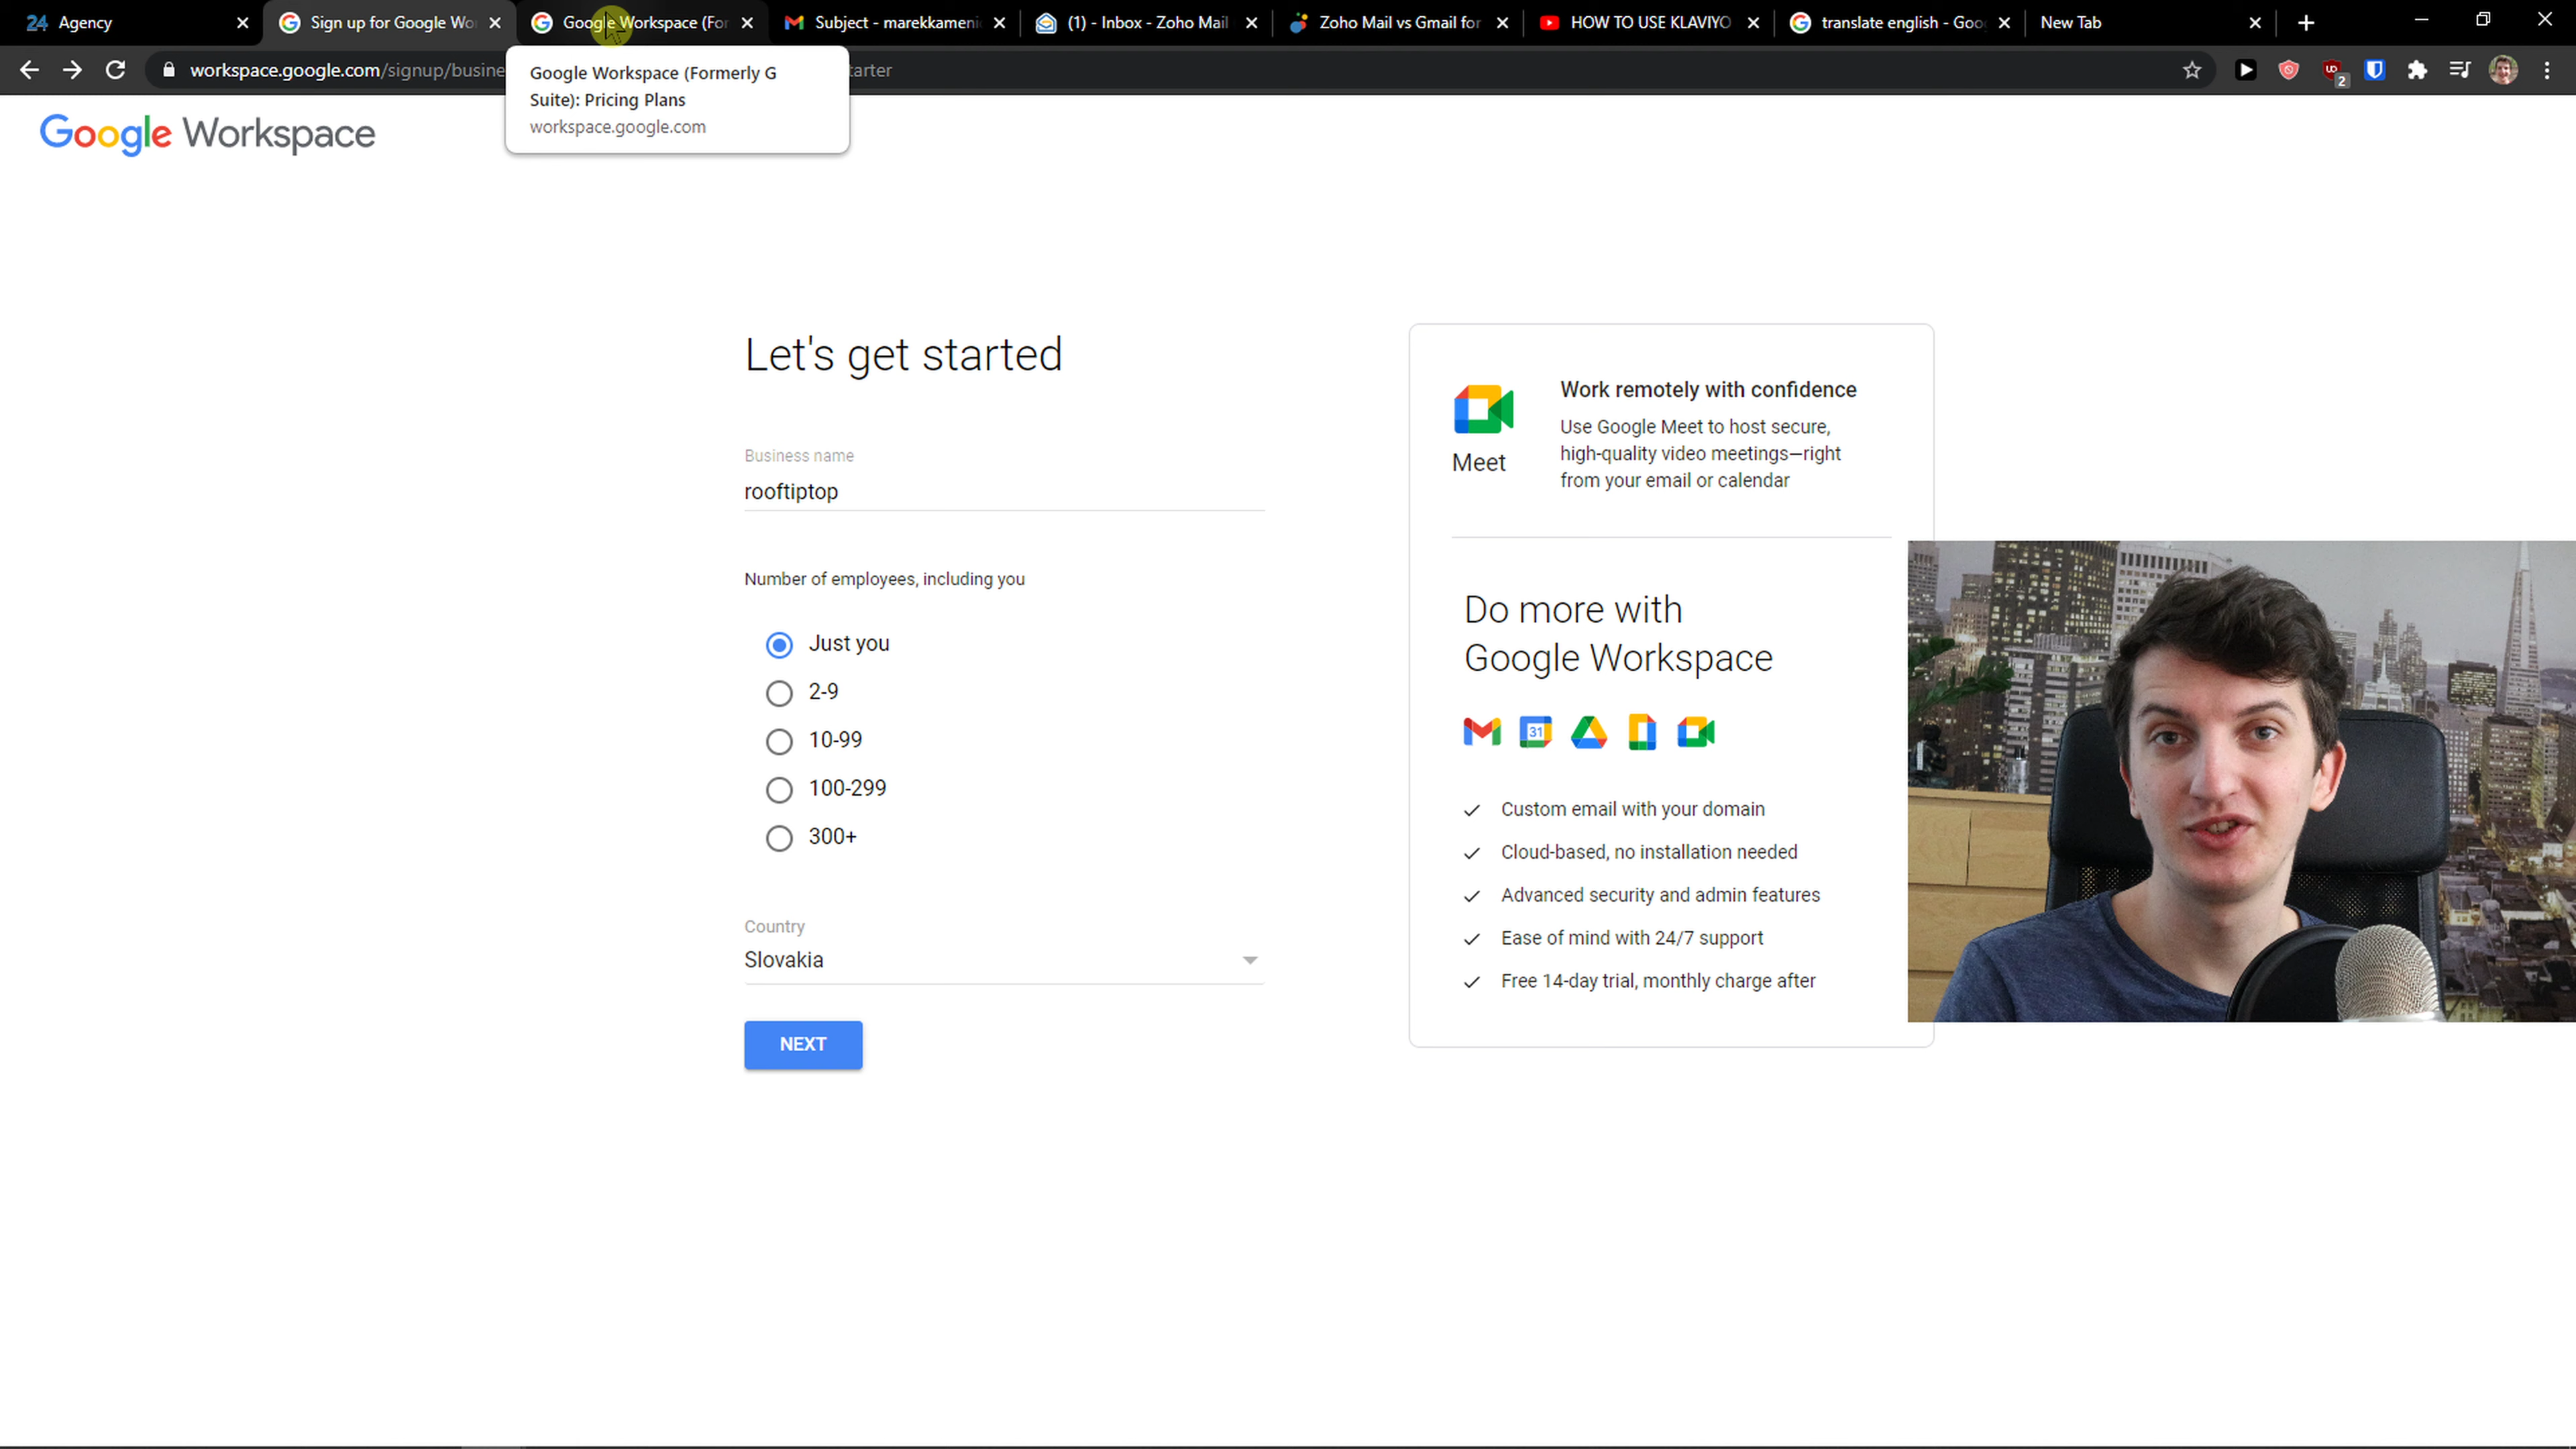 24 Agency
Sign up for Google Wo
Google Workspace (For
Subject - marekkameni
(1) - Inbox - Zoho Mail
Zoho Mail vs Gmail for
HOW TO USE KLAVIYO
translate english - Goo
New Tab
workspace.google.com/signup/busine
tarter
UD
2
Google Workspace (Formerly G
Suite): Pricing Plans
workspace.google.com
Google Workspace
Let's get started
Business name
rooftiptop
Number of employees, including you
Just you
2-9
10-99
100-299
300+
Country
Slovakia
NEXT
Meet
Work remotely with confidence
Use Google Meet to host secure,
high-quality video meetings—right
from your email or calendar
Do more with
Google Workspace
31
Custom email with your domain
Cloud-based, no installation needed
Advanced security and admin features
Ease of mind with 24/7 support
Free 14-day trial, monthly charge after